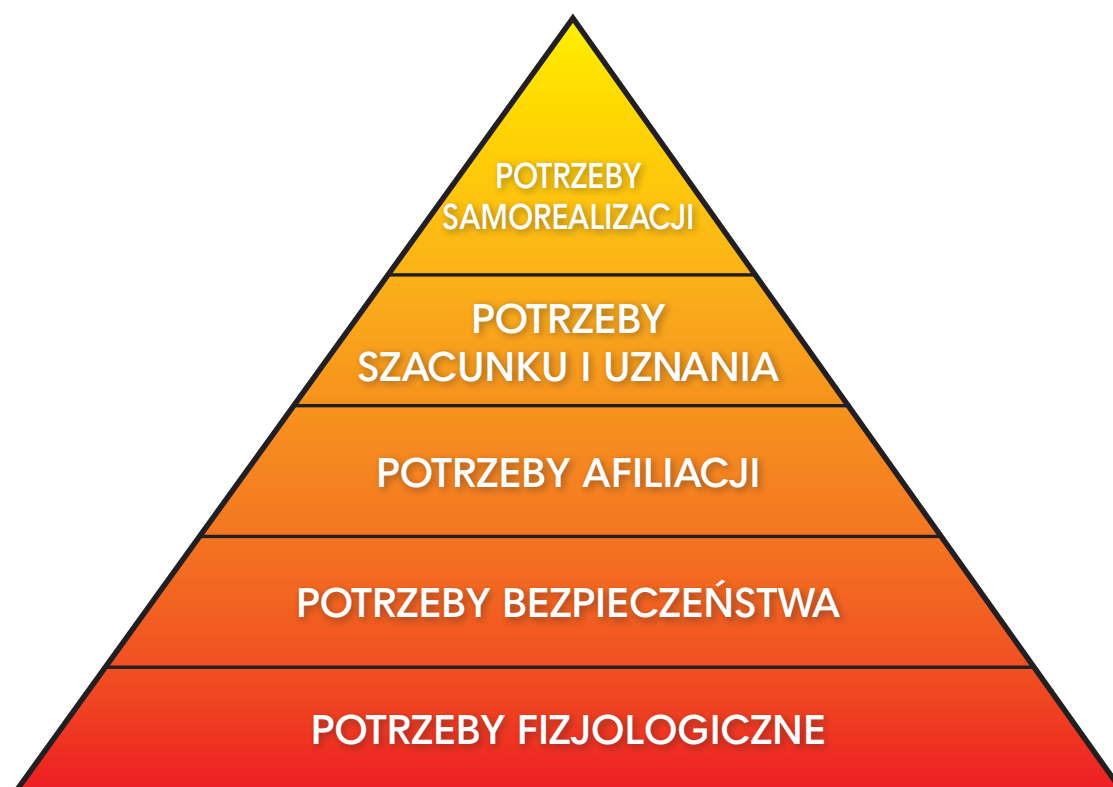 POTRZEBY
SAMOREALIZACJI
POTRZEBY
SZACUNKU I UZNANIA
POTRZEBY AFILIACJI
POTRZEBY BEZPIECZEŃSTWA
POTRZEBY FIZJOLOGICZNE